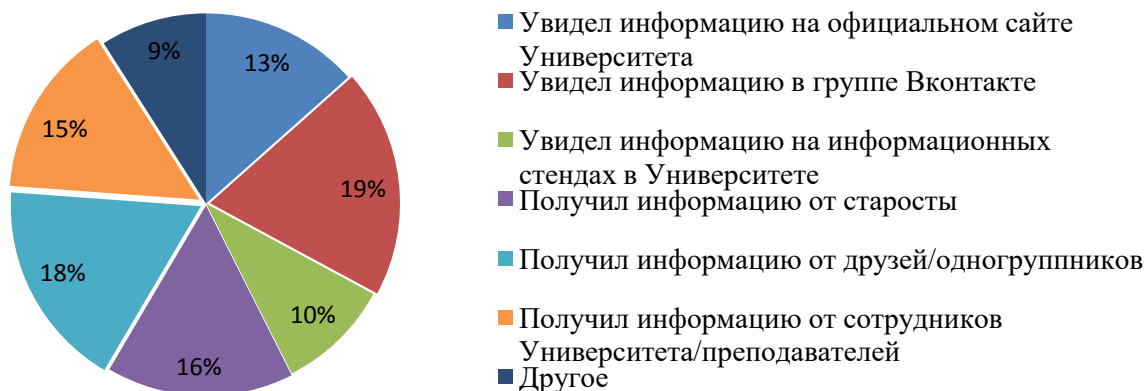 9%
13%
15%
19%
18%
10%
16%
Увидел информацию на официальном сайте
Университета
Увидел информацию в группе Вконтакте
Увидел информацию на информационных
стендах в Университете
Получил информацию от старосты
Получил информацию от друзей/одногруппников
Получил информацию от сотрудников
Университета/преподавателей
Другое